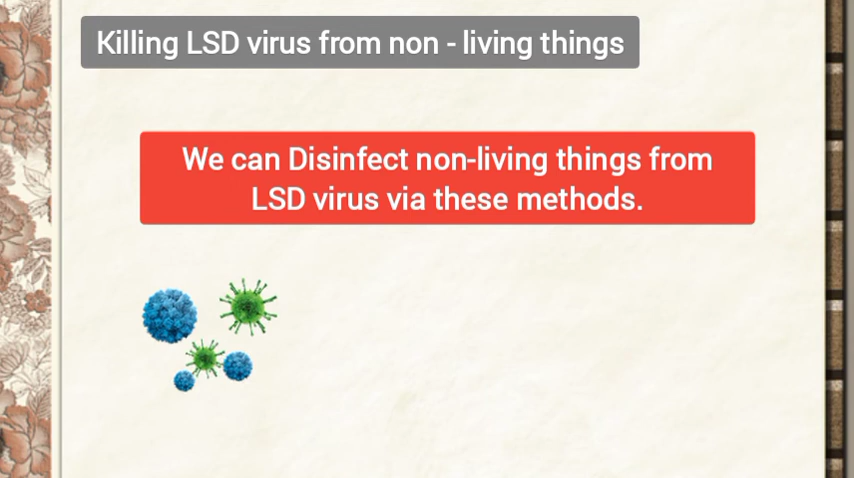 Killing LSD virus from non - living things
We can Disinfect non-living things from
LSD virus via these methods.